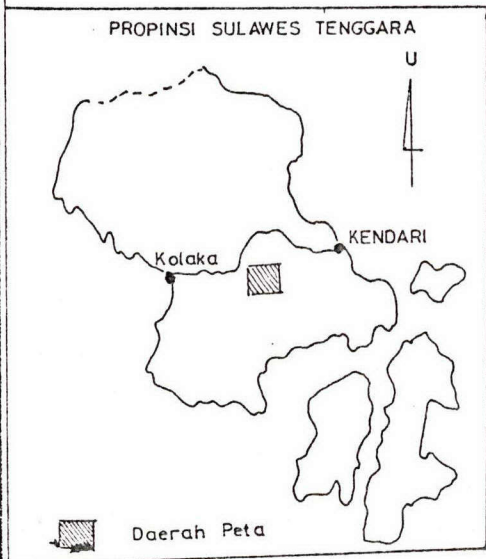 PROPINSI SULAWES TENGGARA
U
KENDARI
Kolaka
Daerah Peta